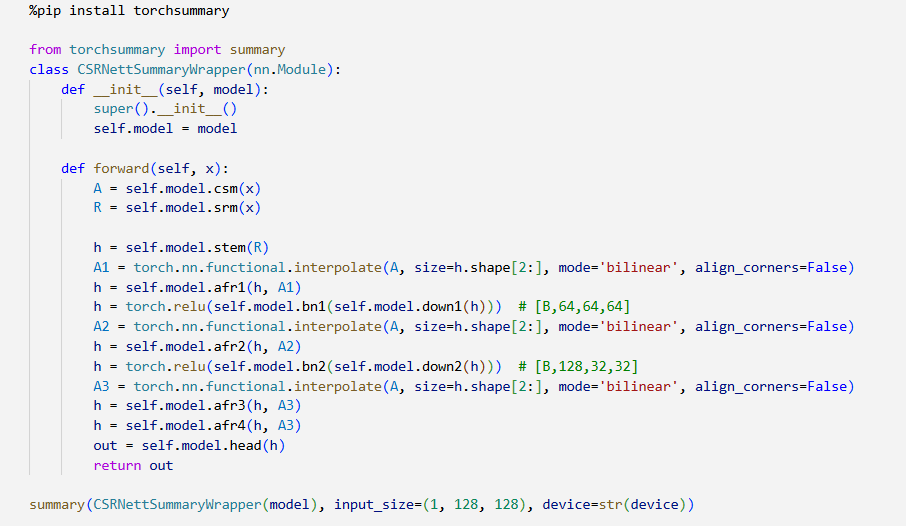 %pip install torchsummary
from torchsummary import summary
class CSRNettSummaryWrapper(nn.Module):
    def __init__(self, model):
        super().__init__()
        self.model = model
    def forward(self, x):
        A = self.model.csm(x)
        R = self.model.srm(x)
        h = self.model.stem(R)
        A1 = torch.nn.functional.interpolate(A, size=h.shape[2:], mode='bilinear', align_corners=False)
        h = self.model.afr1(h, A1)
        h = torch.relu(self.model.bn1(self.model.down1(h)))  # [B,64,64,64]
        A2 = torch.nn.functional.interpolate(A, size=h.shape[2:], mode='bilinear', align_corners=False)
        h = self.model.afr2(h, A2)
        h = torch.relu(self.model.bn2(self.model.down2(h)))  # [B,128,32,32]
        A3 = torch.nn.functional.interpolate(A, size=h.shape[2:], mode='bilinear', align_corners=False)
        h = self.model.afr3(h, A3)
        h = self.model.afr4(h, A3)
        out = self.model.head(h)
        return out
summary(CSRNettSummaryWrapper(model), input_size=(1, 128, 128), device=str(device))